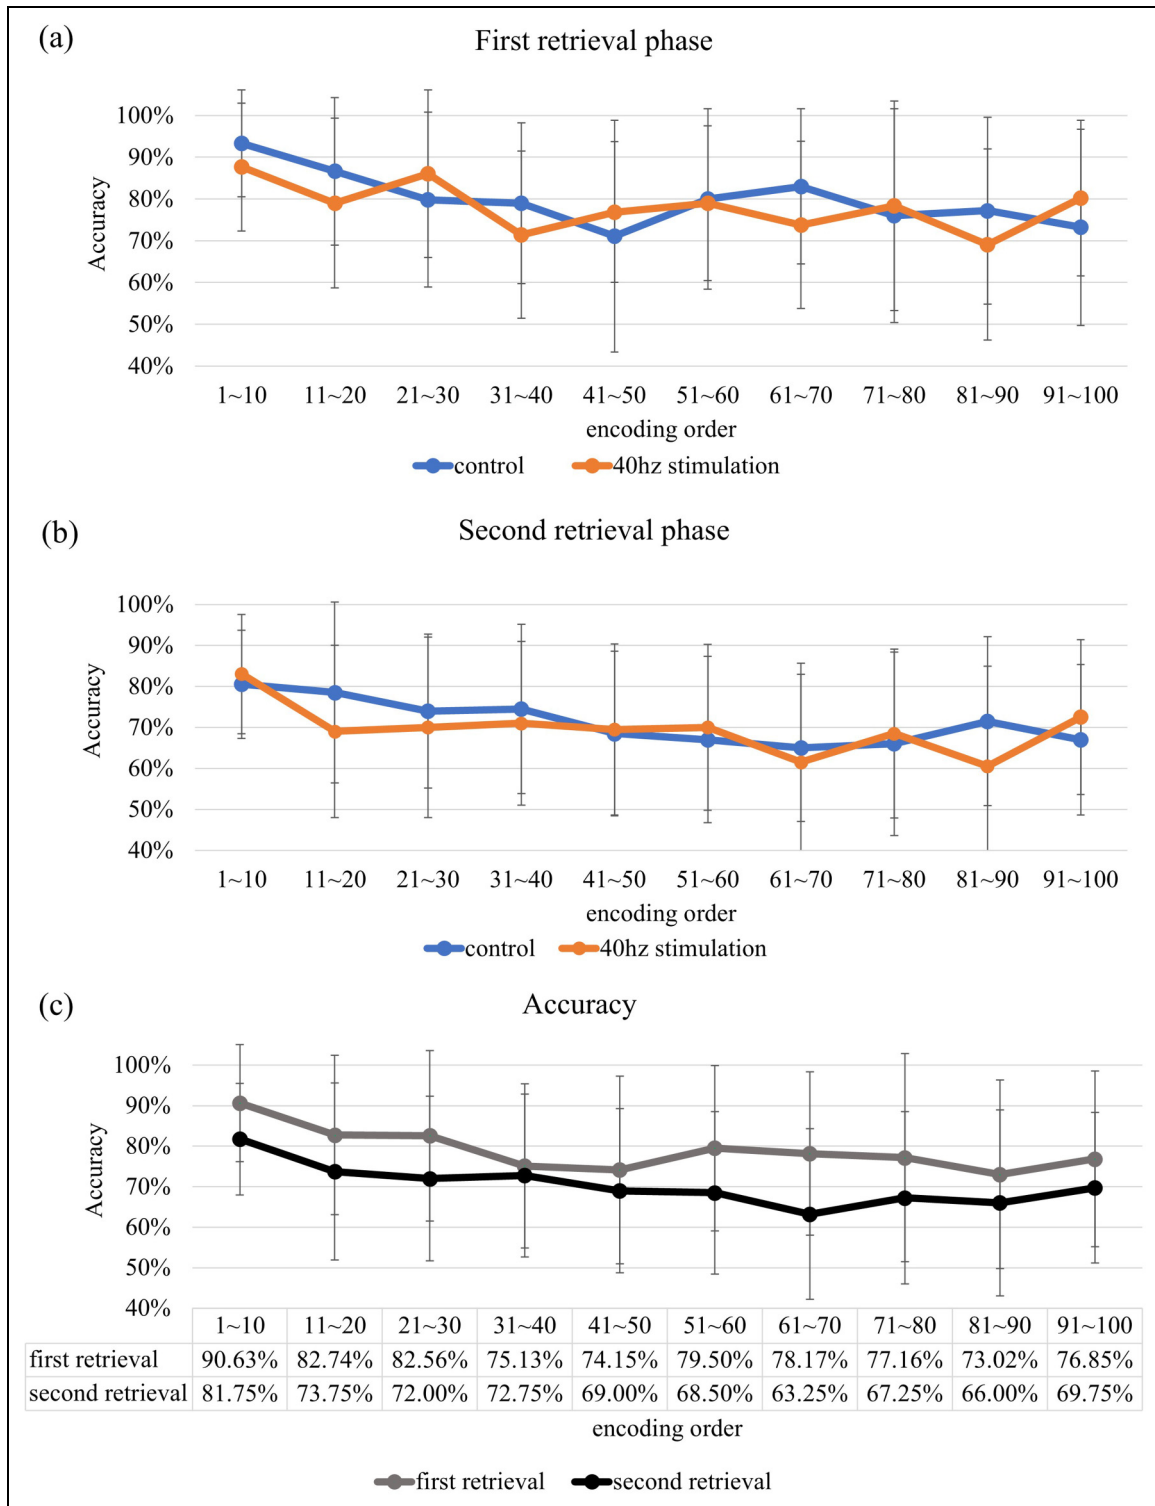 (a)
First retrieval phase
Accuracy
100%
90%
80%
70%
60%
50%
40%
1~10 11~20 21~30 31~40 41~50 51~60 61~70 71~80 81~90 91~100
encoding order
control 40hz stimulation
(b)
Second retrieval phase
Accuracy
100%
90%
80%
70%
60%
50%
40%
1~10 11~20 21~30 31~40 41~50 51~60 61~70 71~80 81~90 91~100
encoding order
control 40hz stimulation
(c)
Accuracy
Accuracy
100%
90%
80%
70%
60%
50%
40%
1~10 11~20 21~30 31~40 41~50 51~60 61~70 71~80 81~90 91~100
first retrieval 90.63% 82.74% 82.56% 75.13% 74.15% 79.50% 78.17% 77.16% 73.02% 76.85%
second retrieval 81.75% 73.75% 72.00% 72.75% 69.00% 68.50% 63.25% 67.25% 66.00% 69.75%
encoding order
first retrieval second retrieval